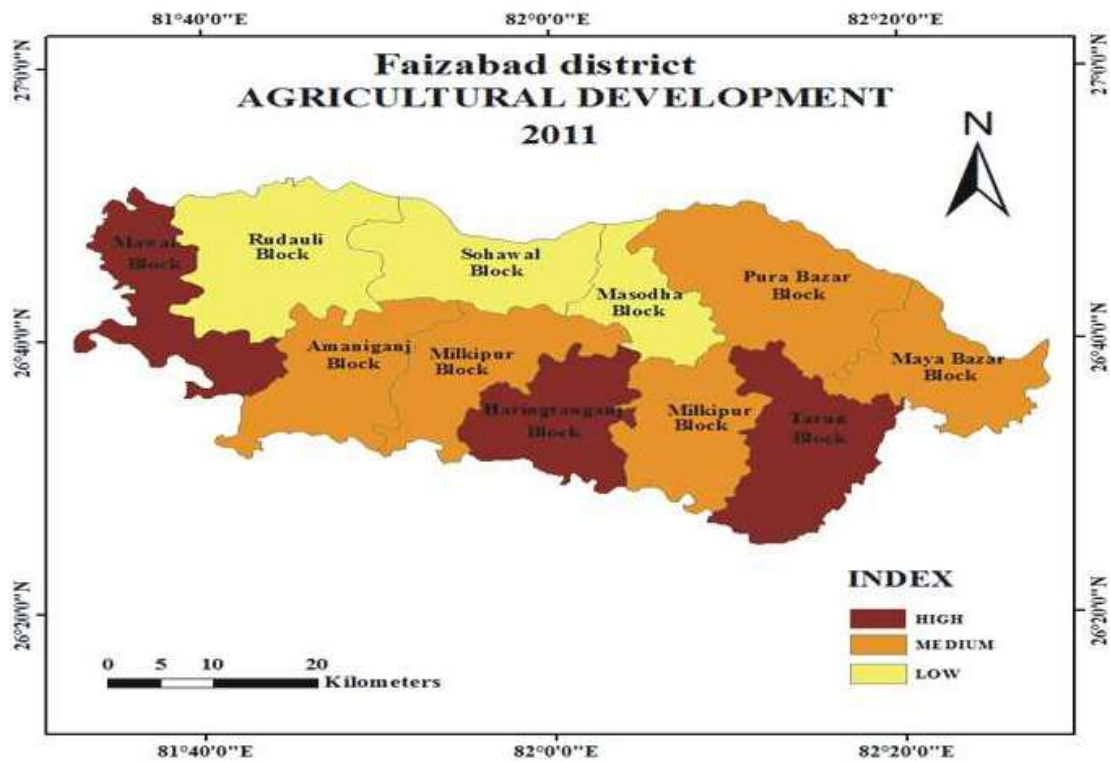 81°40'0"E 82°0'0"E 82°20'0"E
27°0'0"N
27°0'0"N
Faizabad district
AGRICULTURAL DEVELOPMENT
2011
N
Mawai
Block
Rudauli
Block
Sohawal
Block
Masodha
Block
Pura Bazar
Block
26°40'0"N
26°40'0"N
Amaniganj
Block
Milkipur
Block
Maya Bazar
Block
Haringtanganj
Block
Milkipur
Block
Tarun
Block
INDEX
HIGH
MEDIUM
LOW
26°20'0"N
26°20'0"N
0 5 10 20
Kilometers
81°40'0"E 82°0'0"E 82°20'0"E